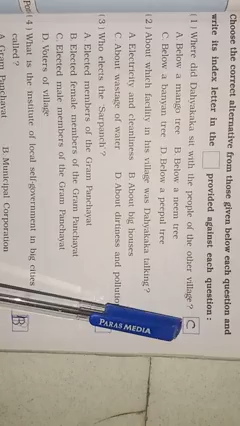 Choose the correct alternative from those given below each question and
write its index letter in the provided against each question :
| 1 | Where did Dahyakaka sit with the people of the other village? C
A. Below a mango tree B. Below a neem tree
C. Below a banyan tree D. Below a peepul tree
| 2 | About which facility in his village was Dahyakaka talking?
A. Electricity and cleanliness B. About big houses
C. About wastage of water D. About dirtiness and pollution
| 3 | Who elects the 'Sarpanch'?
A. Elected members of the Gram Panchayat
B. Elected female members of the Gram Panchayat
C. Elected male members of the Gram Panchayat
D. Voters of village
| 4 | What is the institute of local self-government in big cities
called ? B
A. Gram Panchayat B. Municipal Corporation
PARAS MEDIA